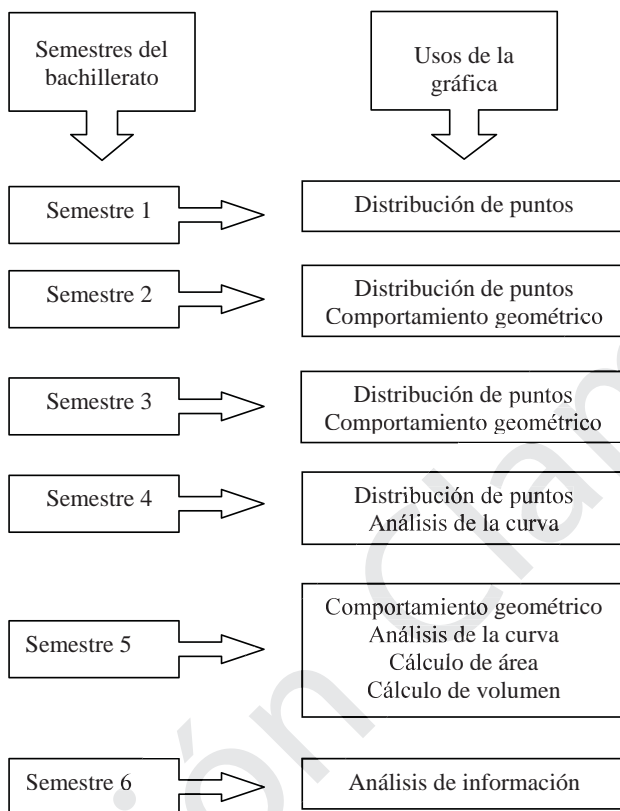 Semestres del
bachillerato
Usos de la
gráfica
Semestre 1
Distribución de puntos
Semestre 2
Distribución de puntos
Comportamiento geométrico
Semestre 3
Distribución de puntos
Comportamiento geométrico
Semestre 4
Distribución de puntos
Análisis de la curva
Semestre 5
Comportamiento geométrico
Análisis de la curva
Cálculo de área
Cálculo de volumen
Semestre 6
Análisis de información